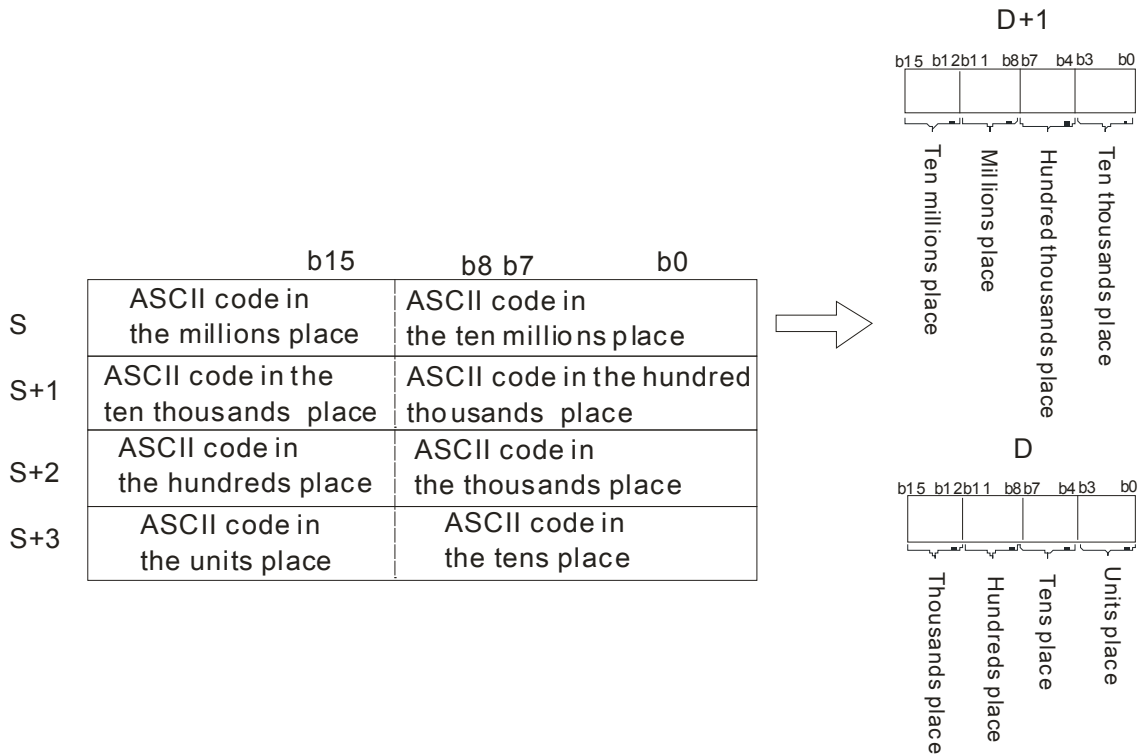 D+1
b15 b12 b11 b8 b7 b4 b3 b0
Ten millions place
Millions place
Hundred thousands place
Ten thousands place
b15 b8 b7 b0
S
ASCII code in
the millions place
ASCII code in
the ten millions place
S+1
ASCII code in the
ten thousands place
ASCII code in the hundred
thousands place
S+2
ASCII code in
the hundreds place
ASCII code in
the thousands place
S+3
ASCII code in
the units place
ASCII code in
the tens place
D
b15 b12 b11 b8 b7 b4 b3 b0
Thousands place
Hundreds place
Tens place
Units place